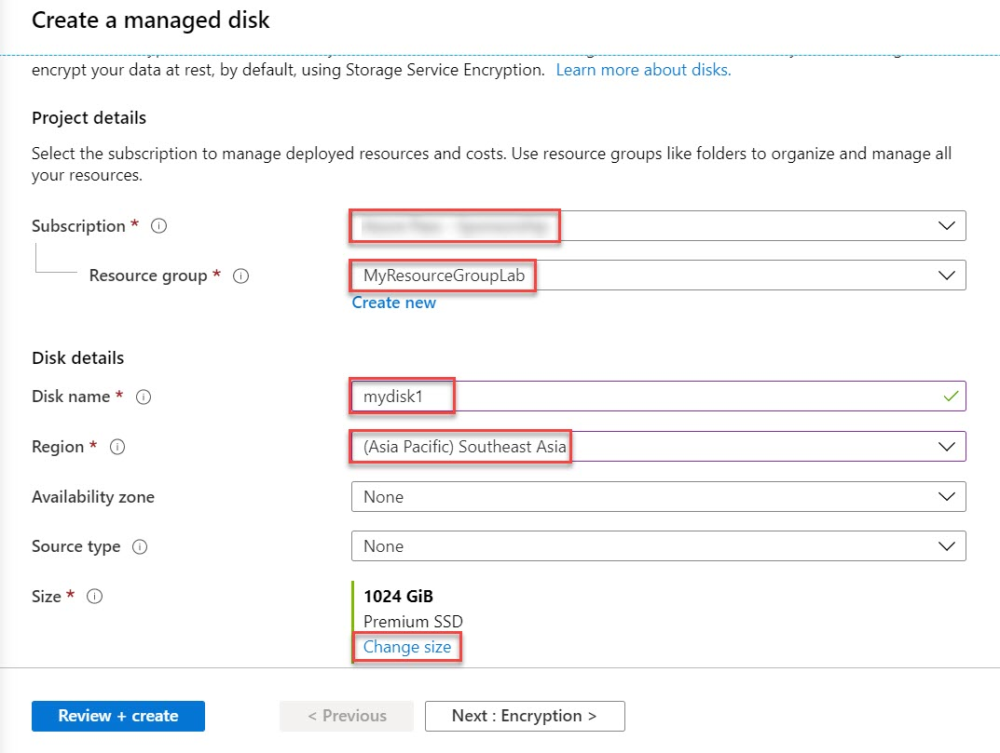 Create a managed disk
encrypt your data at rest, by default, using Storage Service Encryption. Learn more about disks.
Project details
Select the subscription to manage deployed resources and costs. Use resource groups like folders to organize and manage all
your resources.
Subscription *
Resource group *
MyResourceGroupLab
Create new
Disk details
Disk name *
mydisk1
Region *
(Asia Pacific) Southeast Asia
Availability zone
None
Source type
None
Size *
1024 GiB
Premium SSD
Change size
Review + create
< Previous
Next : Encryption >